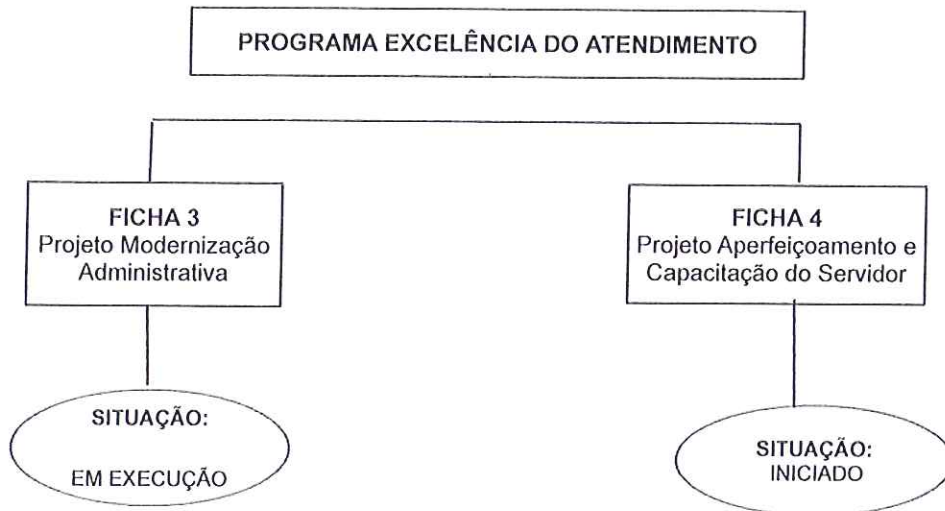 PROGRAMA EXCELÊNCIA DO ATENDIMENTO
FICHA 3
Projeto Modernização
Administrativa
FICHA 4
Projeto Aperfeiçoamento e
Capacitação do Servidor
SITUAÇÃO:
EM EXECUÇÃO
SITUAÇÃO:
INICIADO